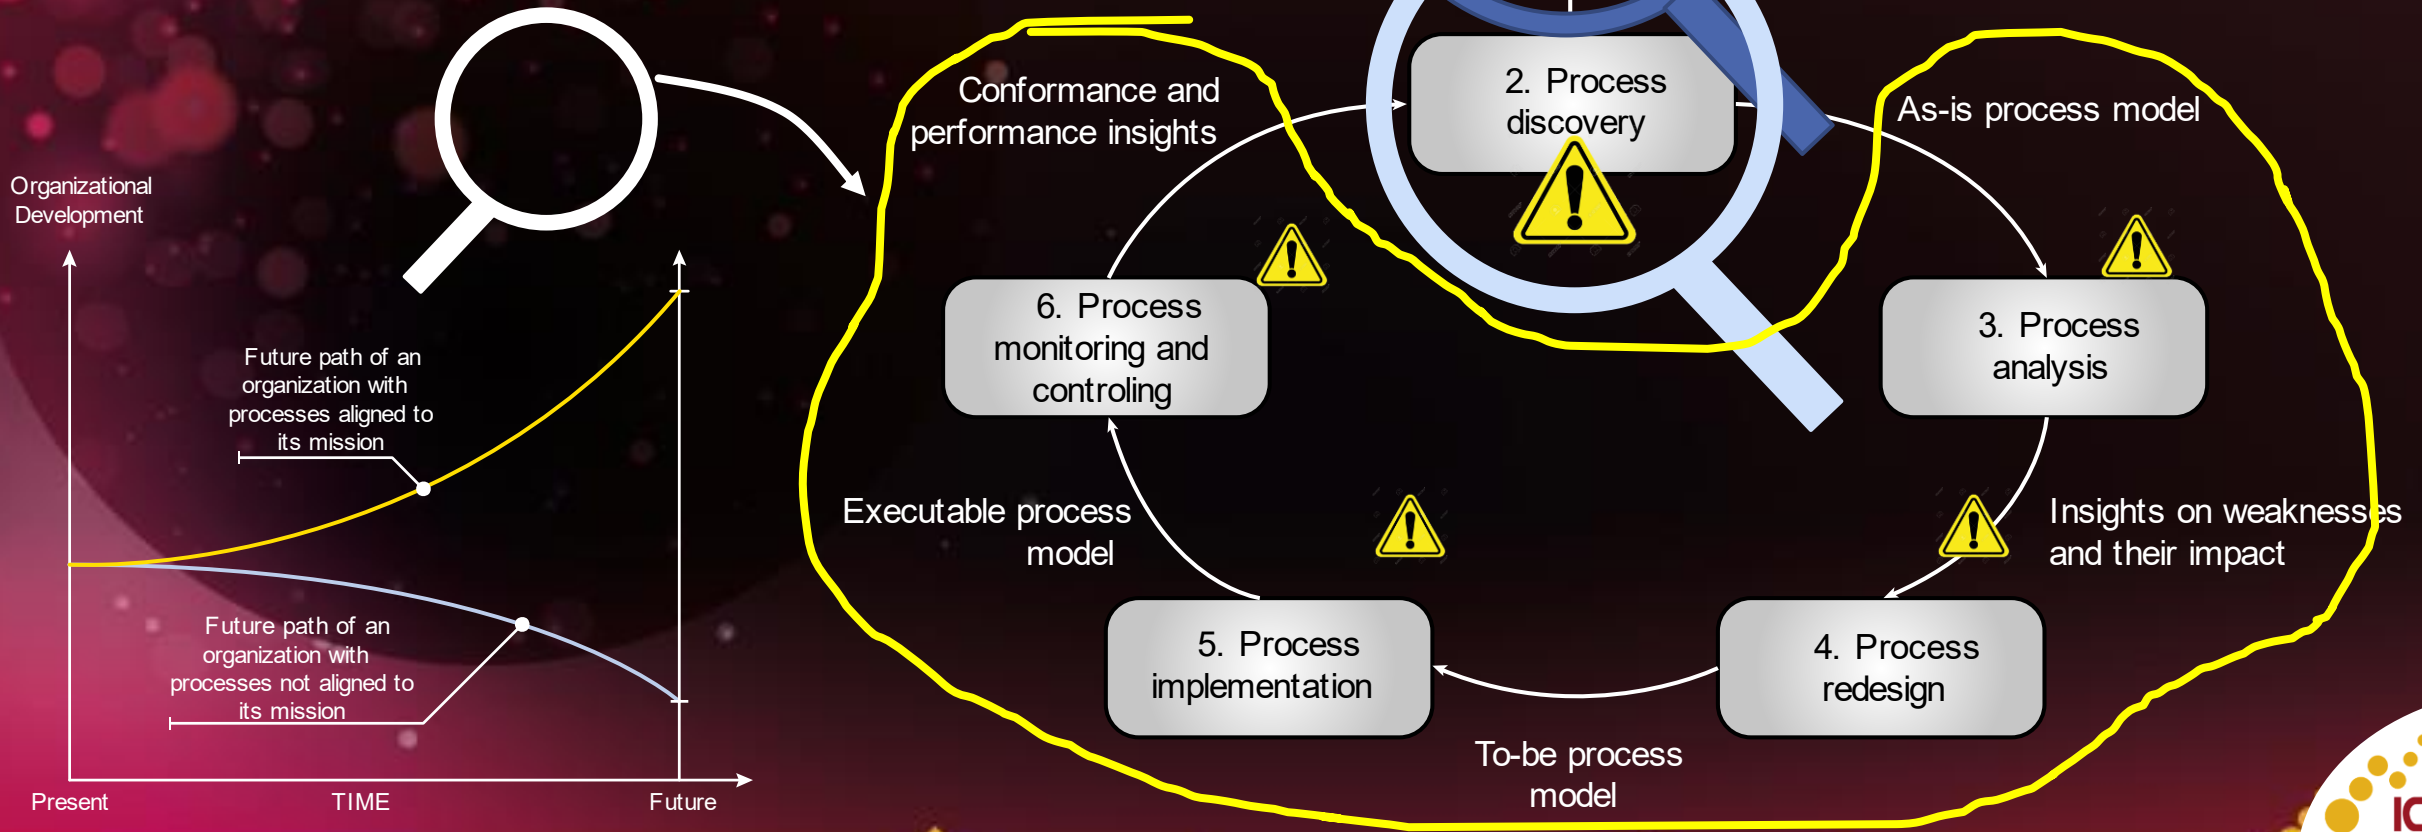 Organizational
Development
Future path of an
organization with
processes aligned to
its mission
Future path of an
organization with
processes not aligned to
its mission
Present
TIME
Future
Conformance and
performance insights
2. Process
discovery
As-is process model
6. Process
monitoring and
controling
3. Process
analysis
Executable process
model
Insights on weaknesses
and their impact
5. Process
implementation
4. Process
redesign
To-be process
model